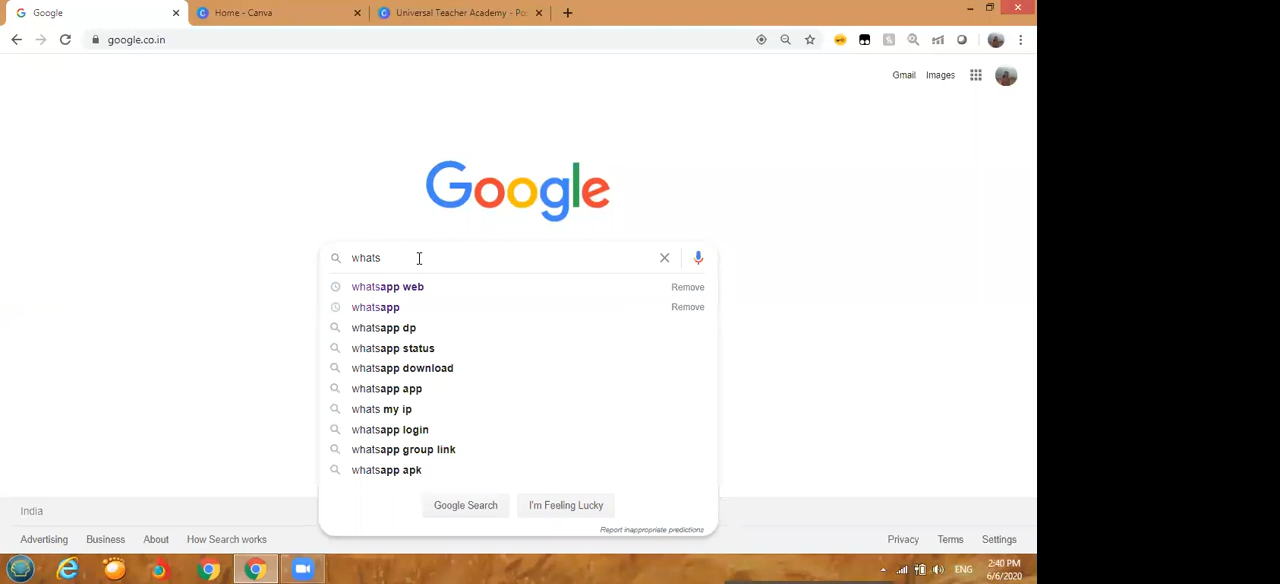 Google
Home - Canva
Universal Teacher Academy - Po
google.co.in
Gmail Images
Google
whats
whatsapp web Remove
whatsapp Remove
whatsapp dp
whatsapp status
whatsapp download
whatsapp app
whats my ip
whatsapp login
whatsapp group link
whatsapp apk
Google Search I'm Feeling Lucky
Report inappropriate predictions
India
Advertising Business About How Search works Privacy Terms Settings
ENG 2:40 PM
6/6/2020